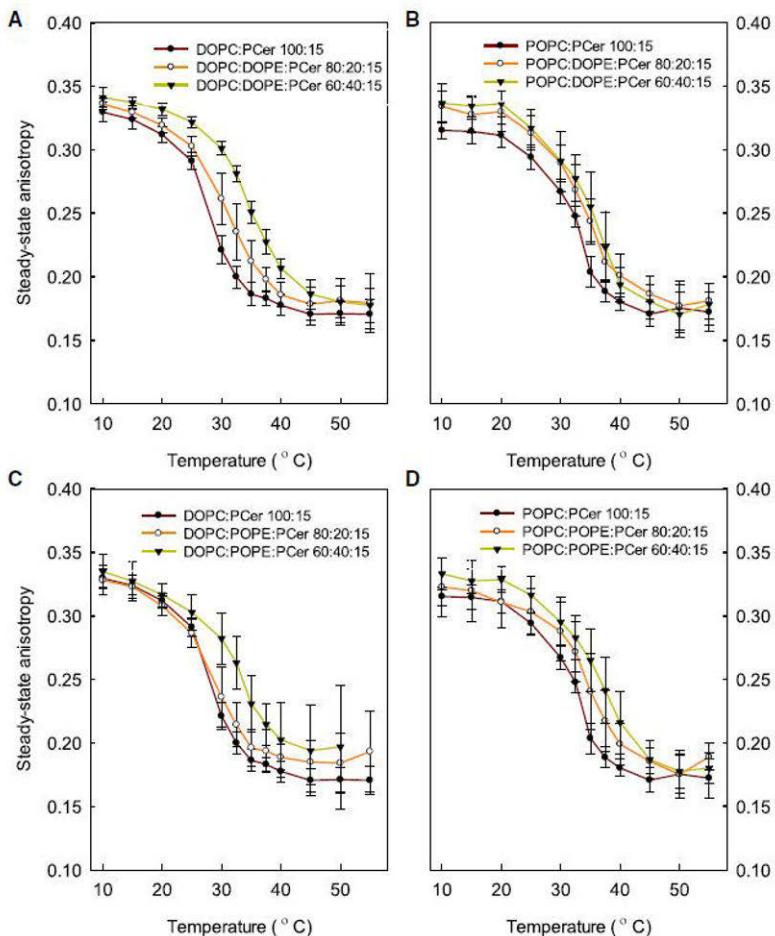 A
DOPC:PCer 100:15
DOPC:DOPE:PCer 80:20:15
DOPC:DOPE:PCer 60:40:15
0.40
0.35
0.30
0.25
0.20
0.15
0.10
Steady-state anisotropy
10 20 30 40 50
Temperature ( ° C)
B
POPC:PCer 100:15
POPC:DOPE:PCer 80:20:15
POPC:DOPE:PCer 60:40:15
0.40
0.35
0.30
0.25
0.20
0.15
0.10
10 20 30 40 50
Temperature ( ° C)
C
DOPC:PCer 100:15
DOPC:POPE:PCer 80:20:15
DOPC:POPE:PCer 60:40:15
0.40
0.35
0.30
0.25
0.20
0.15
0.10
Steady-state anisotropy
10 20 30 40 50
Temperature ( ° C)
D
POPC:PCer 100:15
POPC:POPE:PCer 80:20:15
POPC:POPE:PCer 60:40:15
0.40
0.35
0.30
0.25
0.20
0.15
0.10
10 20 30 40 50
Temperature ( ° C)